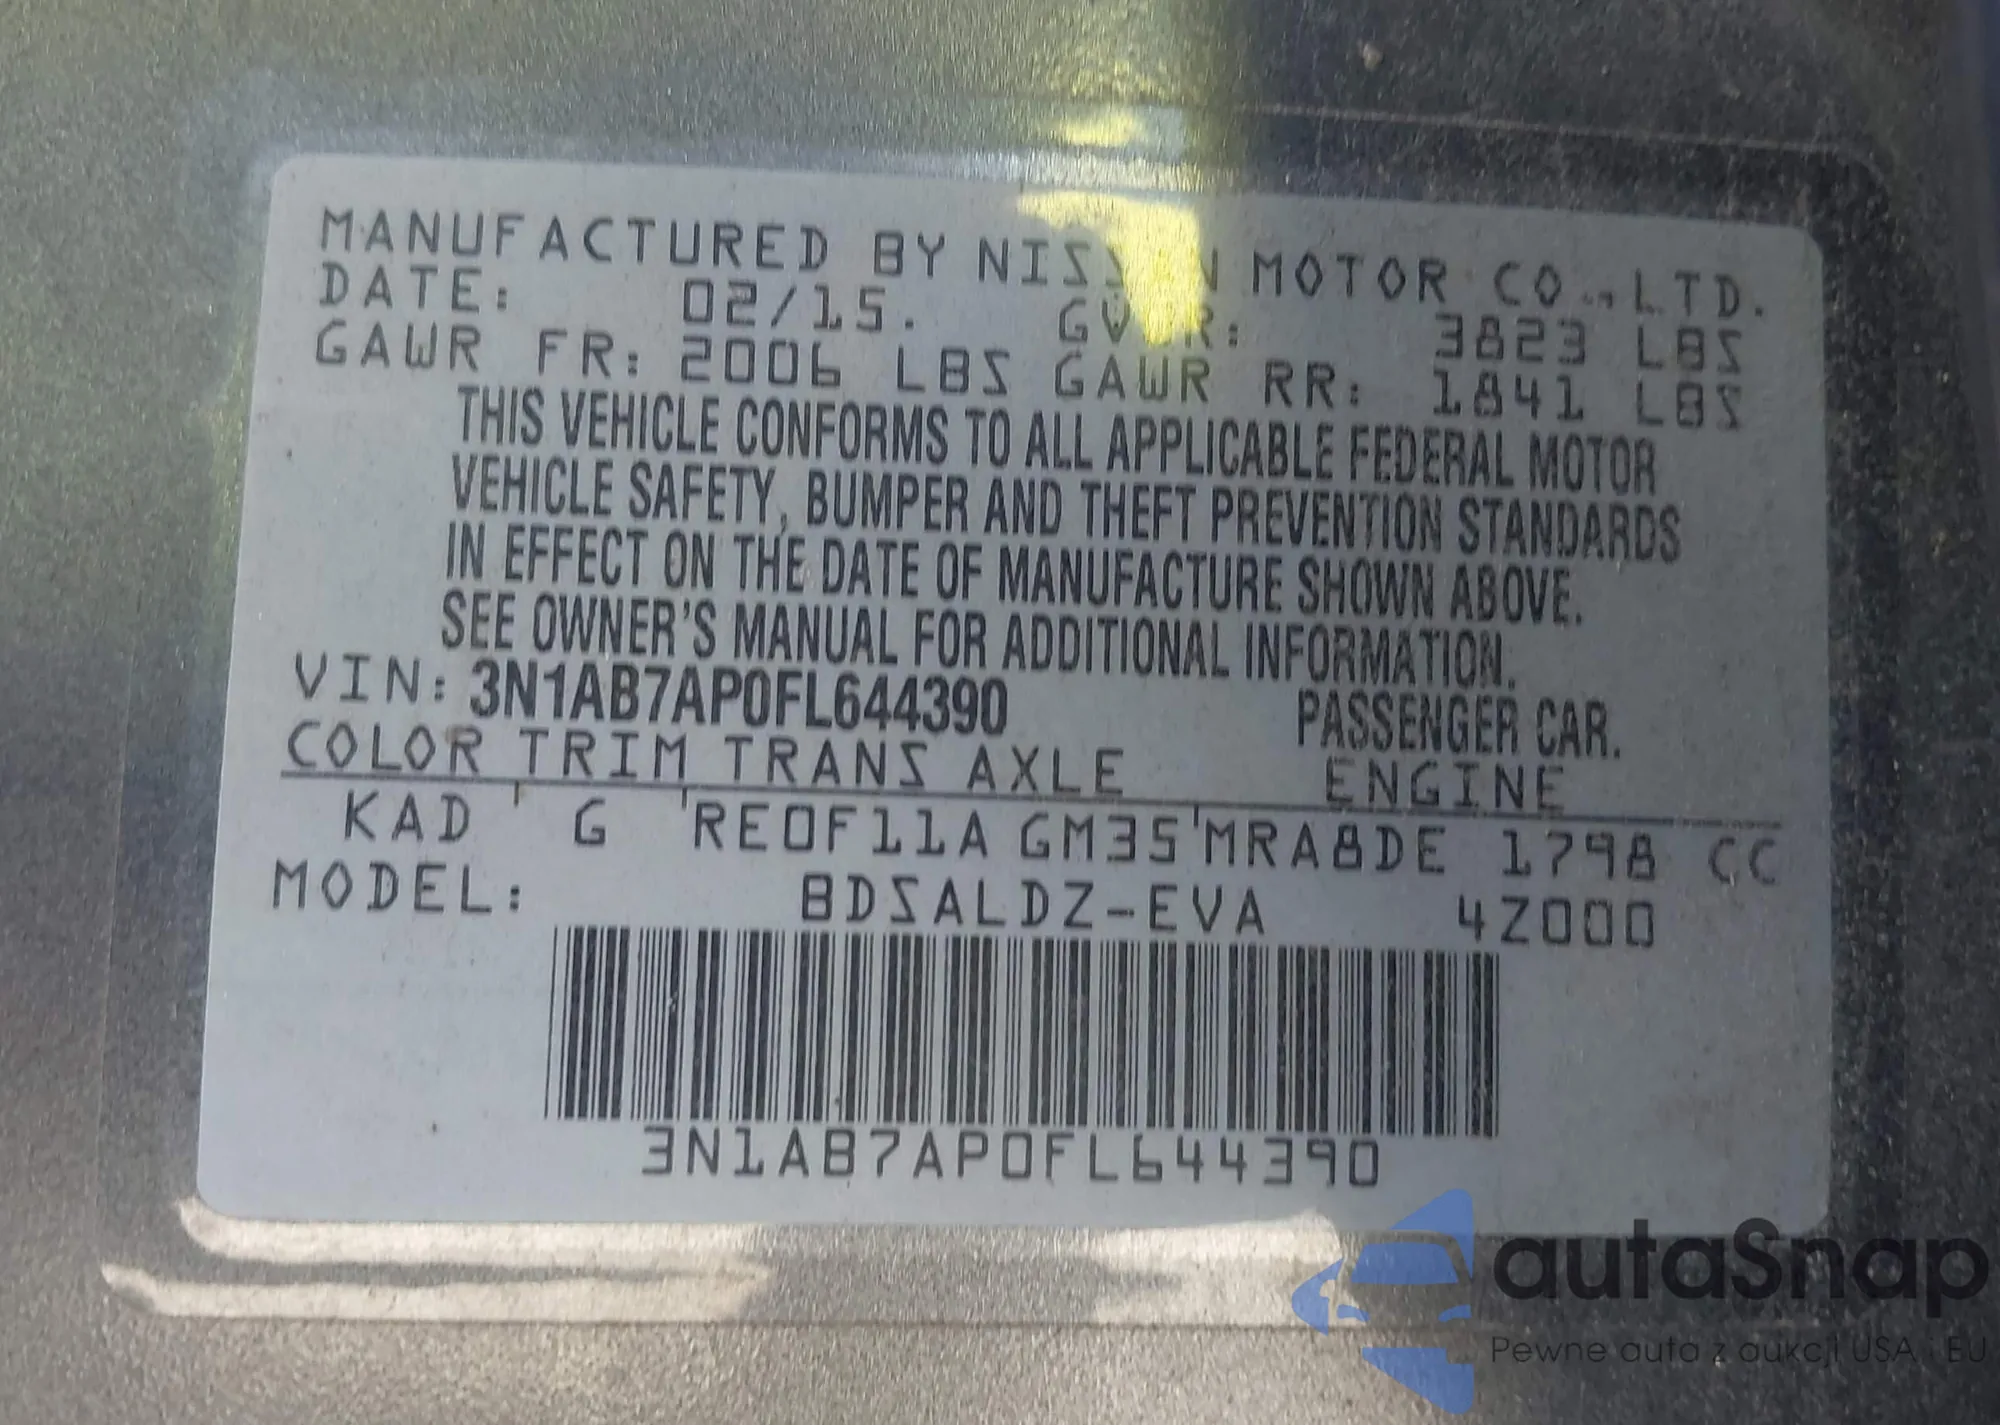 MANUFACTURED BY NISSAN MOTOR CO.,LTD.
DATE: 02/15. GVWR: 3823 LBS
GAWR FR: 2006 LBS GAWR RR: 1841 LBS
THIS VEHICLE CONFORMS TO ALL APPLICABLE FEDERAL MOTOR
VEHICLE SAFETY, BUMPER AND THEFT PREVENTION STANDARDS
IN EFFECT ON THE DATE OF MANUFACTURE SHOWN ABOVE.
SEE OWNER'S MANUAL FOR ADDITIONAL INFORMATION.
VIN: 3N1AB7AP0FL644390 PASSENGER CAR.
COLOR TRIM TRANS AXLE ENGINE
KAD G RE0F11A GM35 MRA8DE 1798 CC
MODEL: BDSALDZ-EVA 4Z000
3N1AB7AP0FL644390
autaSnap
Pewne auta z aukcji USA i EU